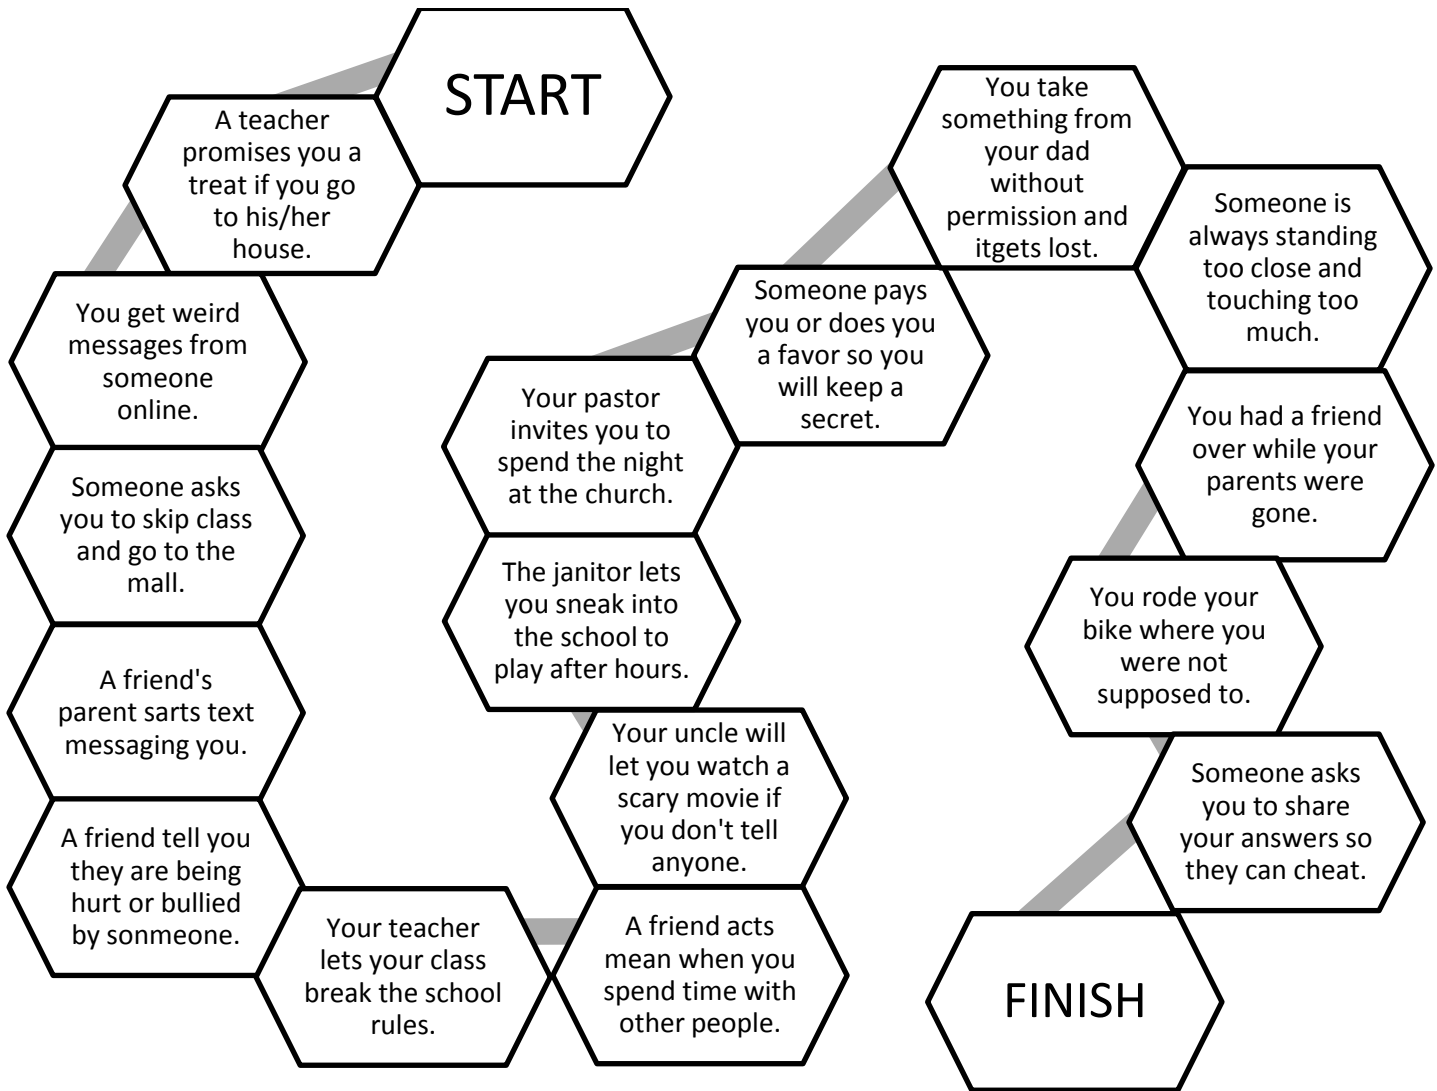 START
A teacher
promises you a
treat if you go
to his/her
house.
You get weird
messages from
someone
online.
Someone asks
you to skip class
and go to the
mall.
A friend's
parent sarts text
messaging you.
A friend tell you
they are being
hurt or bullied
by sonmeone.
Your teacher
lets your class
break the school
rules.
A friend acts
mean when you
spend time with
other people.
Your uncle will
let you watch a
scary movie if
you don't tell
anyone.
The janitor lets
you sneak into
the school to
play after hours.
Your pastor
invites you to
spend the night
at the church.
Someone pays
you or does you
a favor so you
will keep a
secret.
You take
something from
your dad
without
permission and
itgets lost.
Someone is
always standing
too close and
touching too
much.
You had a friend
over while your
parents were
gone.
You rode your
bike where you
were not
supposed to.
Someone asks
you to share
your answers so
they can cheat.
FINISH